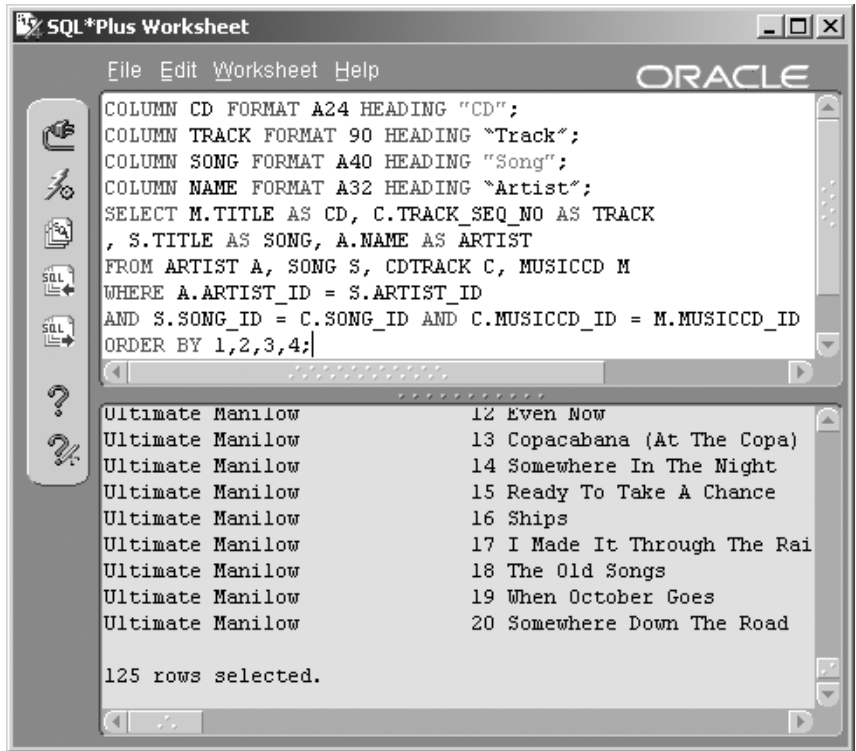 SQL*Plus Worksheet
File Edit Worksheet Help
ORACLE
COLUMN CD FORMAT A24 HEADING "CD";
COLUMN TRACK FORMAT 90 HEADING "Track";
COLUMN SONG FORMAT A40 HEADING "Song";
COLUMN NAME FORMAT A32 HEADING "Artist";
SELECT M.TITLE AS CD, C.TRACK_SEQ_NO AS TRACK
, S.TITLE AS SONG, A.NAME AS ARTIST
FROM ARTIST A, SONG S, CDTRACK C, MUSICCD M
WHERE A.ARTIST_ID = S.ARTIST_ID
AND S.SONG_ID = C.SONG_ID AND C.MUSICCD_ID = M.MUSICCD_ID
ORDER BY 1,2,3,4;
SQL
SQL
Ultimate Manilow 12 Even Now
Ultimate Manilow 13 Copacabana (At The Copa)
Ultimate Manilow 14 Somewhere In The Night
Ultimate Manilow 15 Ready To Take A Chance
Ultimate Manilow 16 Ships
Ultimate Manilow 17 I Made It Through The Rai
Ultimate Manilow 18 The Old Songs
Ultimate Manilow 19 When October Goes
Ultimate Manilow 20 Somewhere Down The Road
125 rows selected.